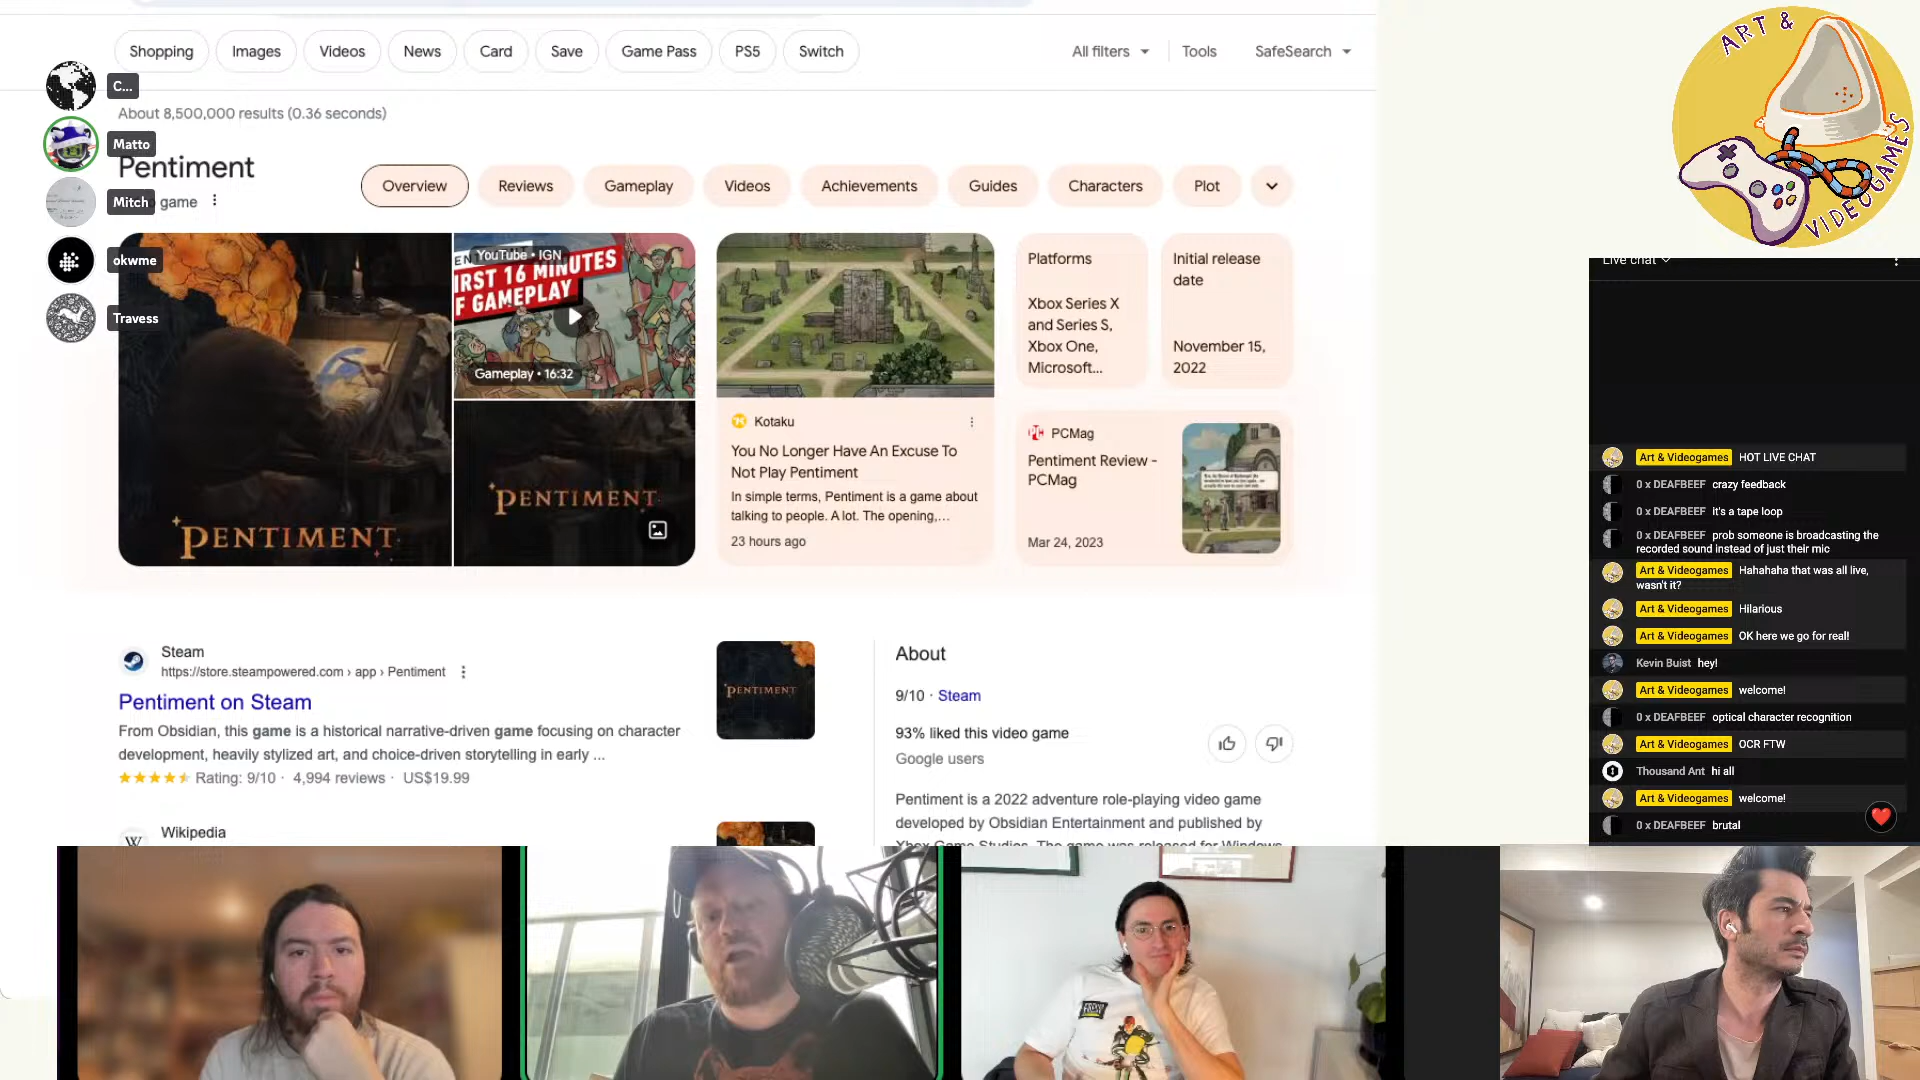 Shopping
Images
Videos
News
Card
Save
Game Pass
PS5
Switch
All filters
Tools
SafeSearch
C...
About 8,500,000 results (0.36 seconds)
Matto
Pentiment
Mitch
game
Overview
Reviews
Gameplay
Videos
Achievements
Guides
Characters
Plot
okwme
Travess
PENTIMENT
YouTube • IGN
IRST 16 MINUTES
F GAMEPLAY
Gameplay • 16:32
PENTIMENT
Kotaku
You No Longer Have An Excuse To
Not Play Pentiment
In simple terms, Pentiment is a game about
talking to people. A lot. The opening,...
23 hours ago
Platforms
Xbox Series X
and Series S,
Xbox One,
Microsoft...
Initial release
date
November 15,
2022
PCMag
Pentiment Review -
PCMag
Mar 24, 2023
Steam
https://store.steampowered.com › app › Pentiment
Pentiment on Steam
From Obsidian, this game is a historical narrative-driven game focusing on character
development, heavily stylized art, and choice-driven storytelling in early ...
Rating: 9/10 · 4,994 reviews · US$19.99
PENTIMENT
Wikipedia
W
About
9/10 · Steam
93% liked this video game
Google users
Pentiment is a 2022 adventure role-playing video game
developed by Obsidian Entertainment and published by
Xbox Game Studios. The game was released for Windows,
ART &
VIDEOGAMES
Live chat
Art & Videogames HOT LIVE CHAT
0 x DEAFBEEF crazy feedback
0 x DEAFBEEF it's a tape loop
0 x DEAFBEEF prob someone is broadcasting the
recorded sound instead of just their mic
Art & Videogames Hahahaha that was all live,
wasn't it?
Art & Videogames Hilarious
Art & Videogames OK here we go for real!
Kevin Buist hey!
Art & Videogames welcome!
0 x DEAFBEEF optical character recognition
Art & Videogames OCR FTW
Thousand Ant hi all
Art & Videogames welcome!
0 x DEAFBEEF brutal